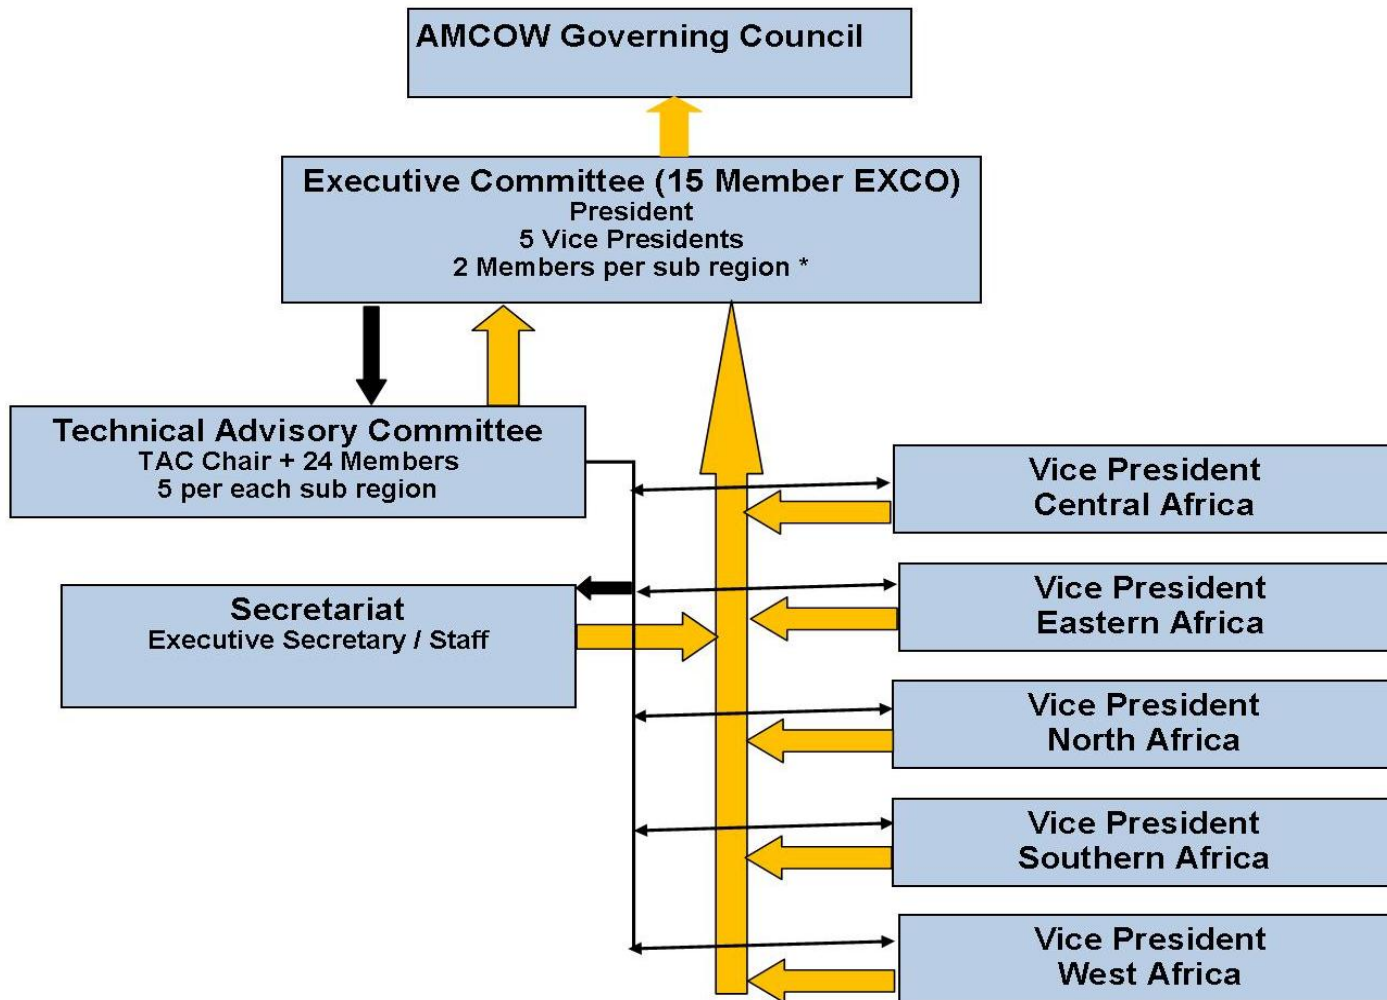 AMCOW Governing Council
Executive Committee (15 Member EXCO)
President
5 Vice Presidents
2 Members per sub region *
Technical Advisory Committee
TAC Chair + 24 Members
5 per each sub region
Secretariat
Executive Secretary / Staff
Vice President
Central Africa
Vice President
Eastern Africa
Vice President
North Africa
Vice President
Southern Africa
Vice President
West Africa